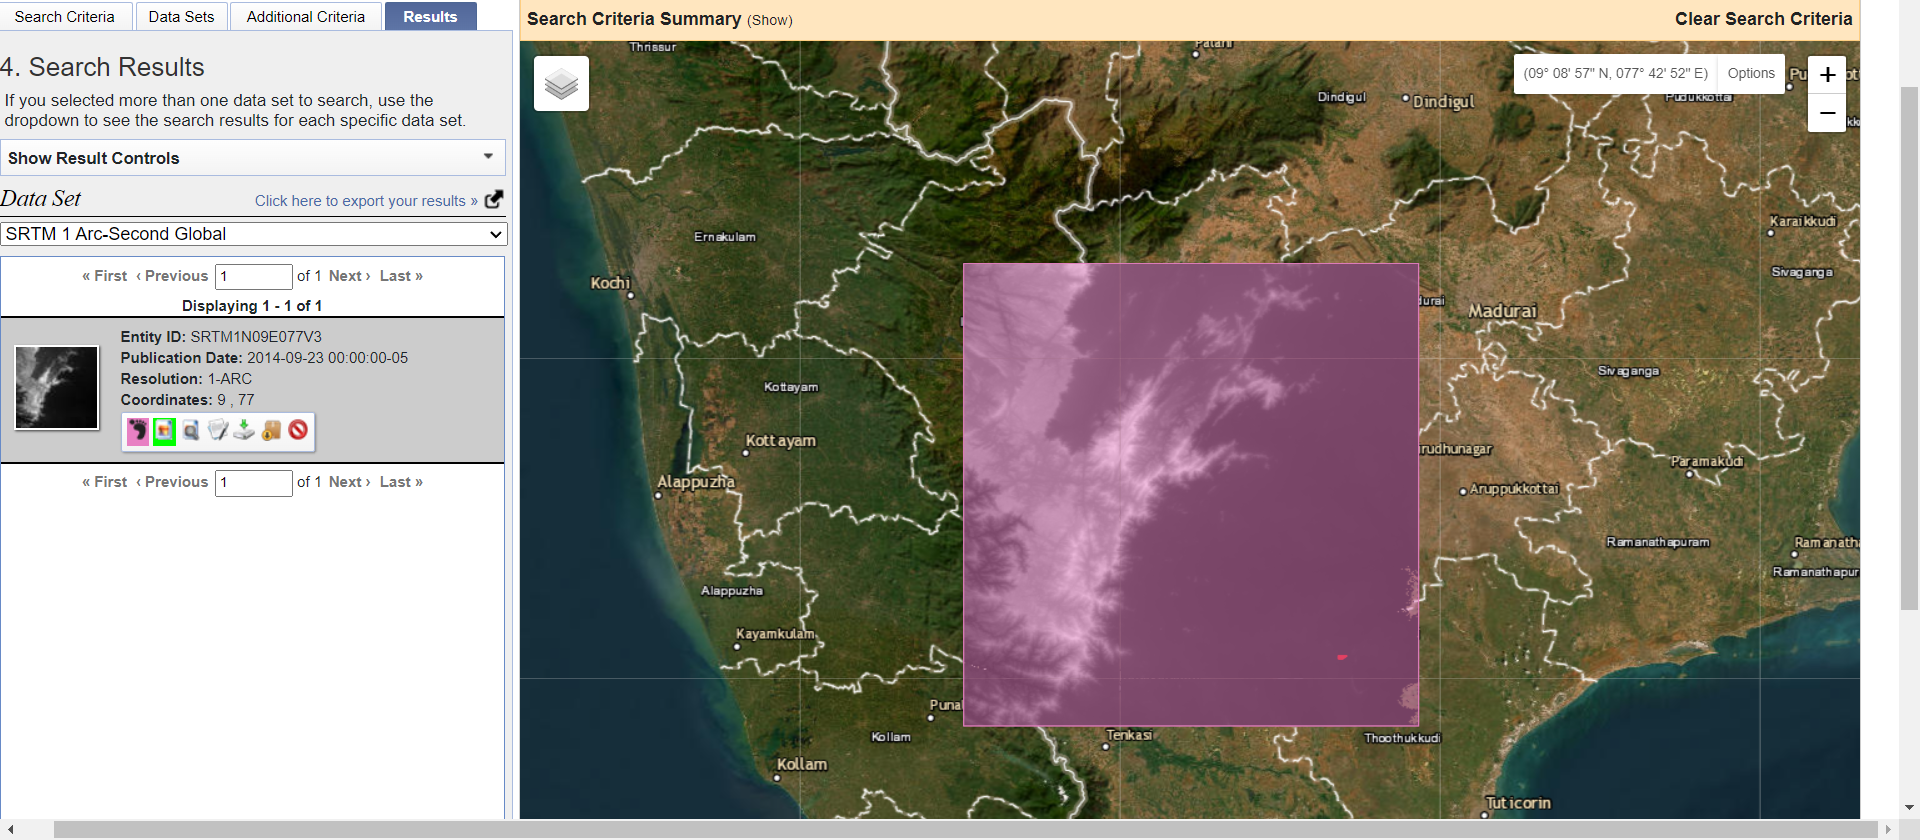 Search Criteria
Data Sets
Additional Criteria
Results
4. Search Results
If you selected more than one data set to search, use the
dropdown to see the search results for each specific data set.
Show Result Controls
Data Set
Click here to export your results »
SRTM 1 Arc-Second Global
« First ‹ Previous 1 of 1 Next › Last »
Displaying 1 - 1 of 1
Entity ID: SRTM1N09E077V3
Publication Date: 2014-09-23 00:00:00-05
Resolution: 1-ARC
Coordinates: 9 , 77
« First ‹ Previous 1 of 1 Next › Last »
Search Criteria Summary (Show)
Clear Search Criteria
Thrissur
Palani
(09° 08' 57" N, 077° 42' 52" E)
Options
+
−
Dindigul
Dindigul
Pudukkottai
Karaikkudi
Ernakulam
Sivaganga
Kochi
durai
Madurai
Sivaganga
Kottayam
Kottayam
irudhunagar
Paramakudi
Alappuzha
Aruppukkottai
Ramanathapuram
Ramanath
Ramanathapur
Alappuzha
Kayamkulam
Puna
Kollam
Tenkasi
Thoothukkudi
Kollam
Tuticorin